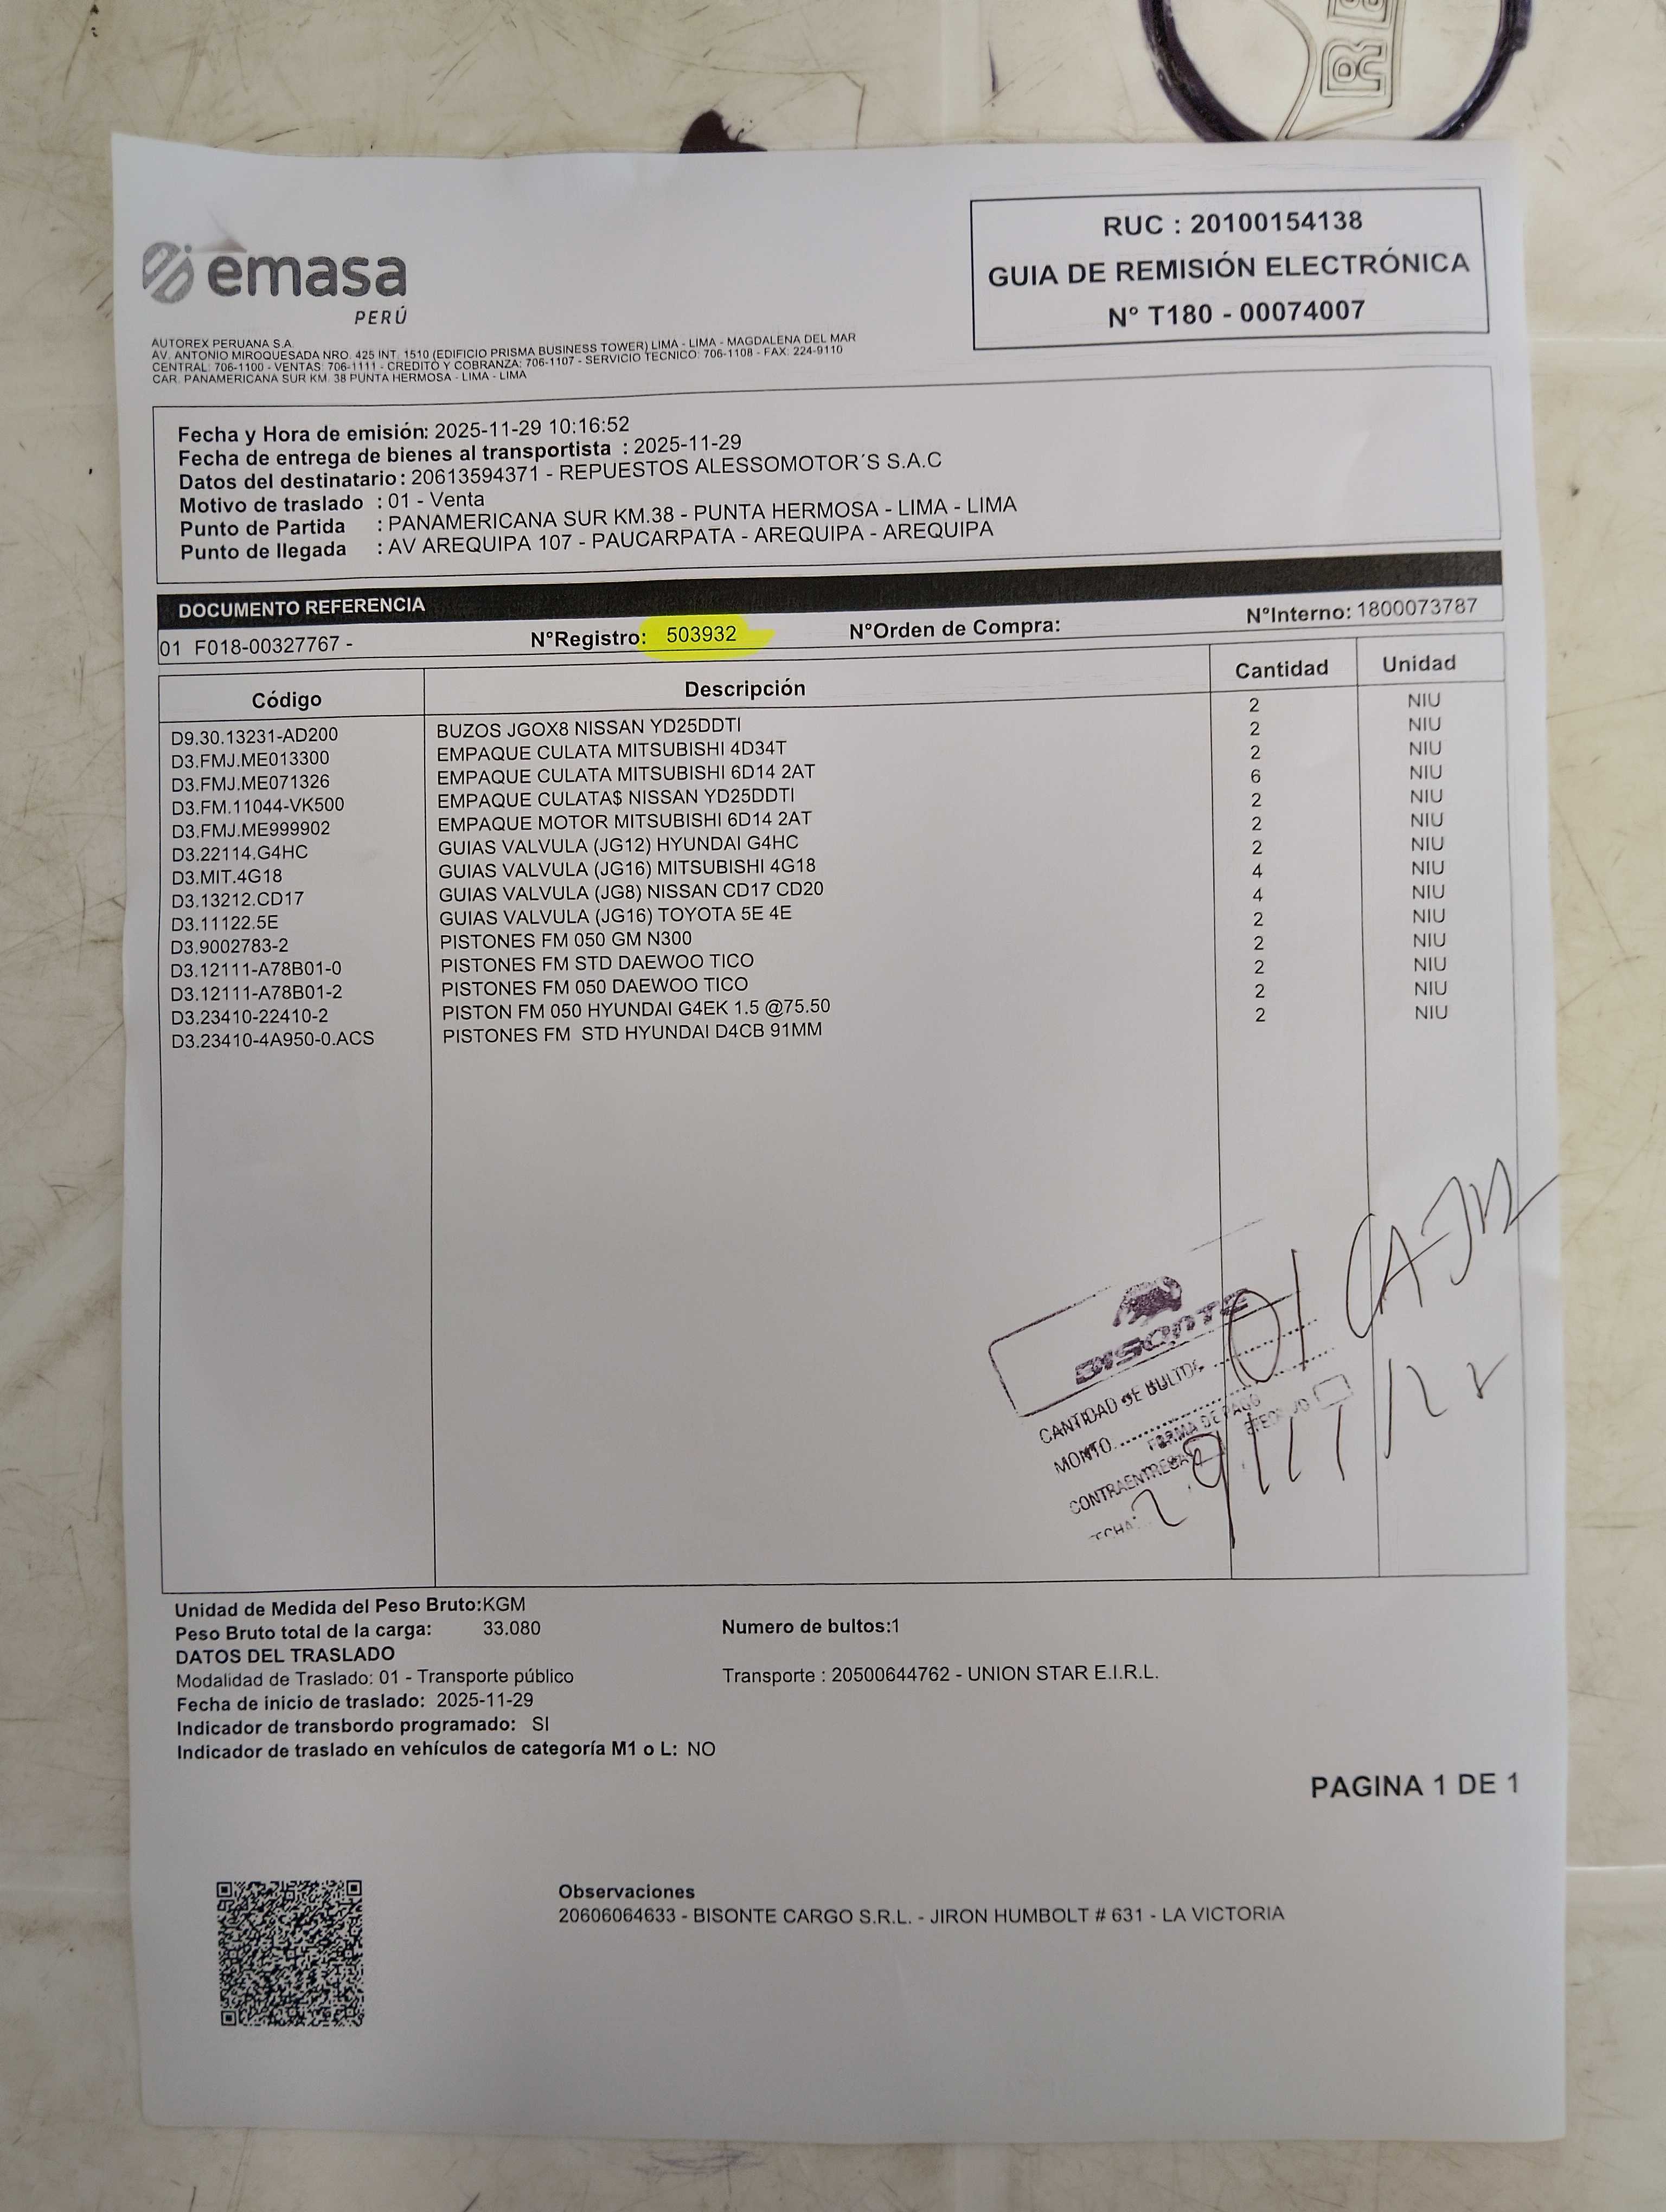 emasa
PERÚ
RUC : 20100154138
GUIA DE REMISIÓN ELECTRÓNICA
N° T180 - 00074007
AUTOREX PERUANA S.A.
AV. ANTONIO MIROQUESADA NRO. 425 INT. 1510 (EDIFICIO PRISMA BUSINESS TOWER) LIMA - LIMA - MAGDALENA DEL MAR
CENTRAL: 706-1100 - VENTAS: 706-1111 - CREDITO Y COBRANZA: 706-1107 - SERVICIO TECNICO: 706-1108 - FAX: 224-9110
CAR. PANAMERICANA SUR KM. 38 PUNTA HERMOSA - LIMA - LIMA
Fecha y Hora de emisión: 2025-11-29 10:16:52
Fecha de entrega de bienes al transportista : 2025-11-29
Datos del destinatario: 20613594371 - REPUESTOS ALESSOMOTOR´S S.A.C
Motivo de traslado : 01 - Venta
Punto de Partida : PANAMERICANA SUR KM.38 - PUNTA HERMOSA - LIMA - LIMA
Punto de llegada : AV AREQUIPA 107 - PAUCARPATA - AREQUIPA - AREQUIPA
DOCUMENTO REFERENCIA
01 F018-00327767 - N°Registro: 503932 N°Orden de Compra: N°Interno: 1800073787
Código Descripción Cantidad Unidad
D9.30.13231-AD200 BUZOS JGOX8 NISSAN YD25DDTI 2 NIU
D3.FMJ.ME013300 EMPAQUE CULATA MITSUBISHI 4D34T 2 NIU
D3.FMJ.ME071326 EMPAQUE CULATA MITSUBISHI 6D14 2AT 2 NIU
D3.FM.11044-VK500 EMPAQUE CULATA$ NISSAN YD25DDTI 6 NIU
D3.FMJ.ME999902 EMPAQUE MOTOR MITSUBISHI 6D14 2AT 2 NIU
D3.22114.G4HC GUIAS VALVULA (JG12) HYUNDAI G4HC 2 NIU
D3.MIT.4G18 GUIAS VALVULA (JG16) MITSUBISHI 4G18 2 NIU
D3.13212.CD17 GUIAS VALVULA (JG8) NISSAN CD17 CD20 4 NIU
D3.11122.5E GUIAS VALVULA (JG16) TOYOTA 5E 4E 4 NIU
D3.9002783-2 PISTONES FM 050 GM N300 2 NIU
D3.12111-A78B01-0 PISTONES FM STD DAEWOO TICO 2 NIU
D3.12111-A78B01-2 PISTONES FM 050 DAEWOO TICO 2 NIU
D3.23410-22410-2 PISTON FM 050 HYUNDAI G4EK 1.5 @75.50 2 NIU
D3.23410-4A950-0.ACS PISTONES FM STD HYUNDAI D4CB 91MM 2 NIU
BISONTE
CANTIDAD DE BULTOS 01
MONTO
FORMA DE PAGO
CONTRAENTREGA
Unidad de Medida del Peso Bruto:KGM
Peso Bruto total de la carga: 33.080 Numero de bultos:1
DATOS DEL TRASLADO
Modalidad de Traslado: 01 - Transporte público Transporte : 20500644762 - UNION STAR E.I.R.L.
Fecha de inicio de traslado: 2025-11-29
Indicador de transbordo programado: SI
Indicador de traslado en vehículos de categoría M1 o L: NO
PAGINA 1 DE 1
Observaciones
20606064633 - BISONTE CARGO S.R.L. - JIRON HUMBOLT # 631 - LA VICTORIA